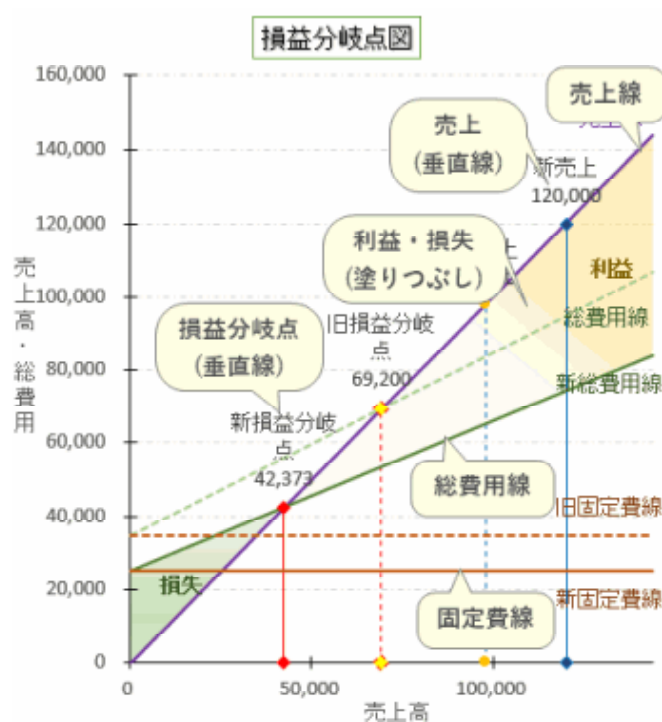 損益分岐点図
160,000
140,000
120,000
100,000
80,000
60,000
40,000
20,000
0
売上高・総費用
0
50,000
100,000
売上高
売上線
売上
(垂直線)
新売上
120,000
利益・損失
(塗りつぶし)
上
利益
損益分岐点
(垂直線)
旧損益分岐
点
69,200
総費用線
新損益分岐
点
42,373
新総費用線
総費用線
旧固定費線
損失
固定費線
新固定費線